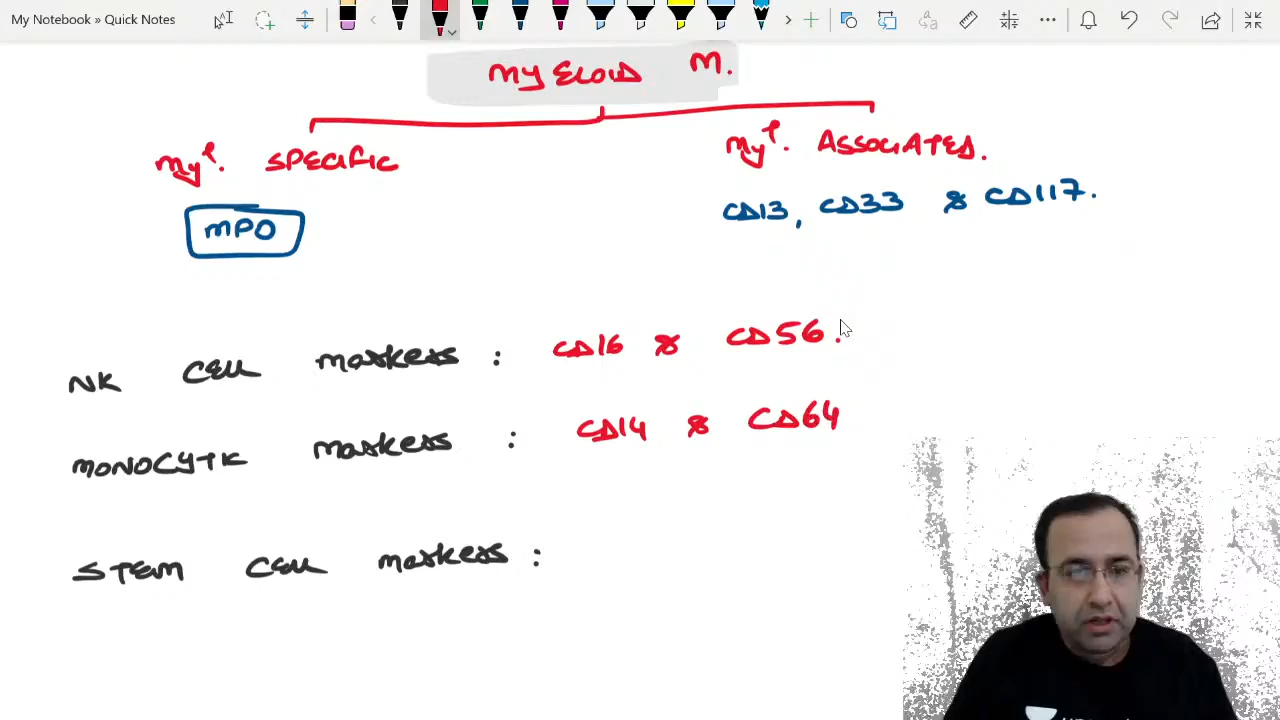 My Notebook » Quick Notes
MYELOID M.
My↑. SPECIFIC
My↑. ASSOCIATED.
MPO
CD13, CD33 & CD117.
NK CELL markers : CD16 & CD56.
MONOCYTIC markers : CD14 & CD64
STEM CELL markers :